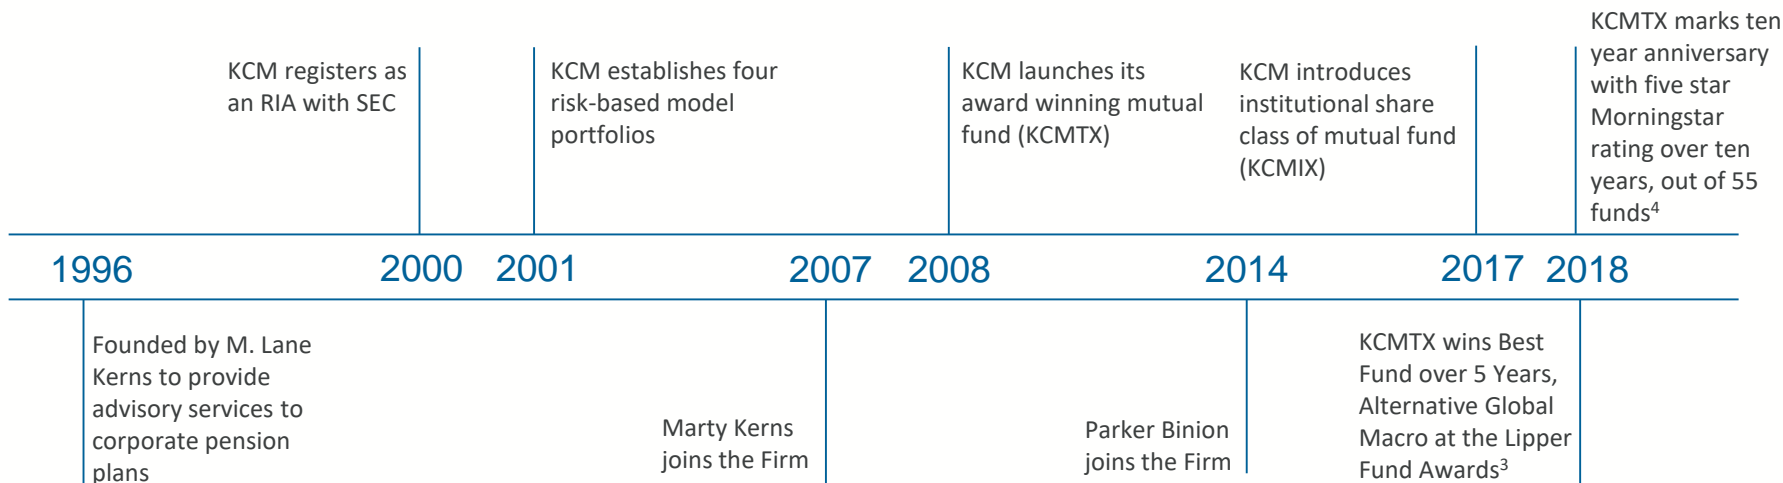 KCM registers as
an RIA with SEC
KCM establishes four
risk-based model
portfolios
KCM launches its
award winning mutual
fund (KCMTX)
KCM introduces
institutional share
class of mutual fund
(KCMIX)
KCMTX marks ten
year anniversary
with five star
Morningstar
rating over ten
years, out of 55
funds⁴
1996
2000
2001
2007
2008
2014
2017
2018
Founded by M. Lane
Kerns to provide
advisory services to
corporate pension
plans
Marty Kerns
joins the Firm
Parker Binion
joins the Firm
KCMTX wins Best
Fund over 5 Years,
Alternative Global
Macro at the Lipper
Fund Awards³